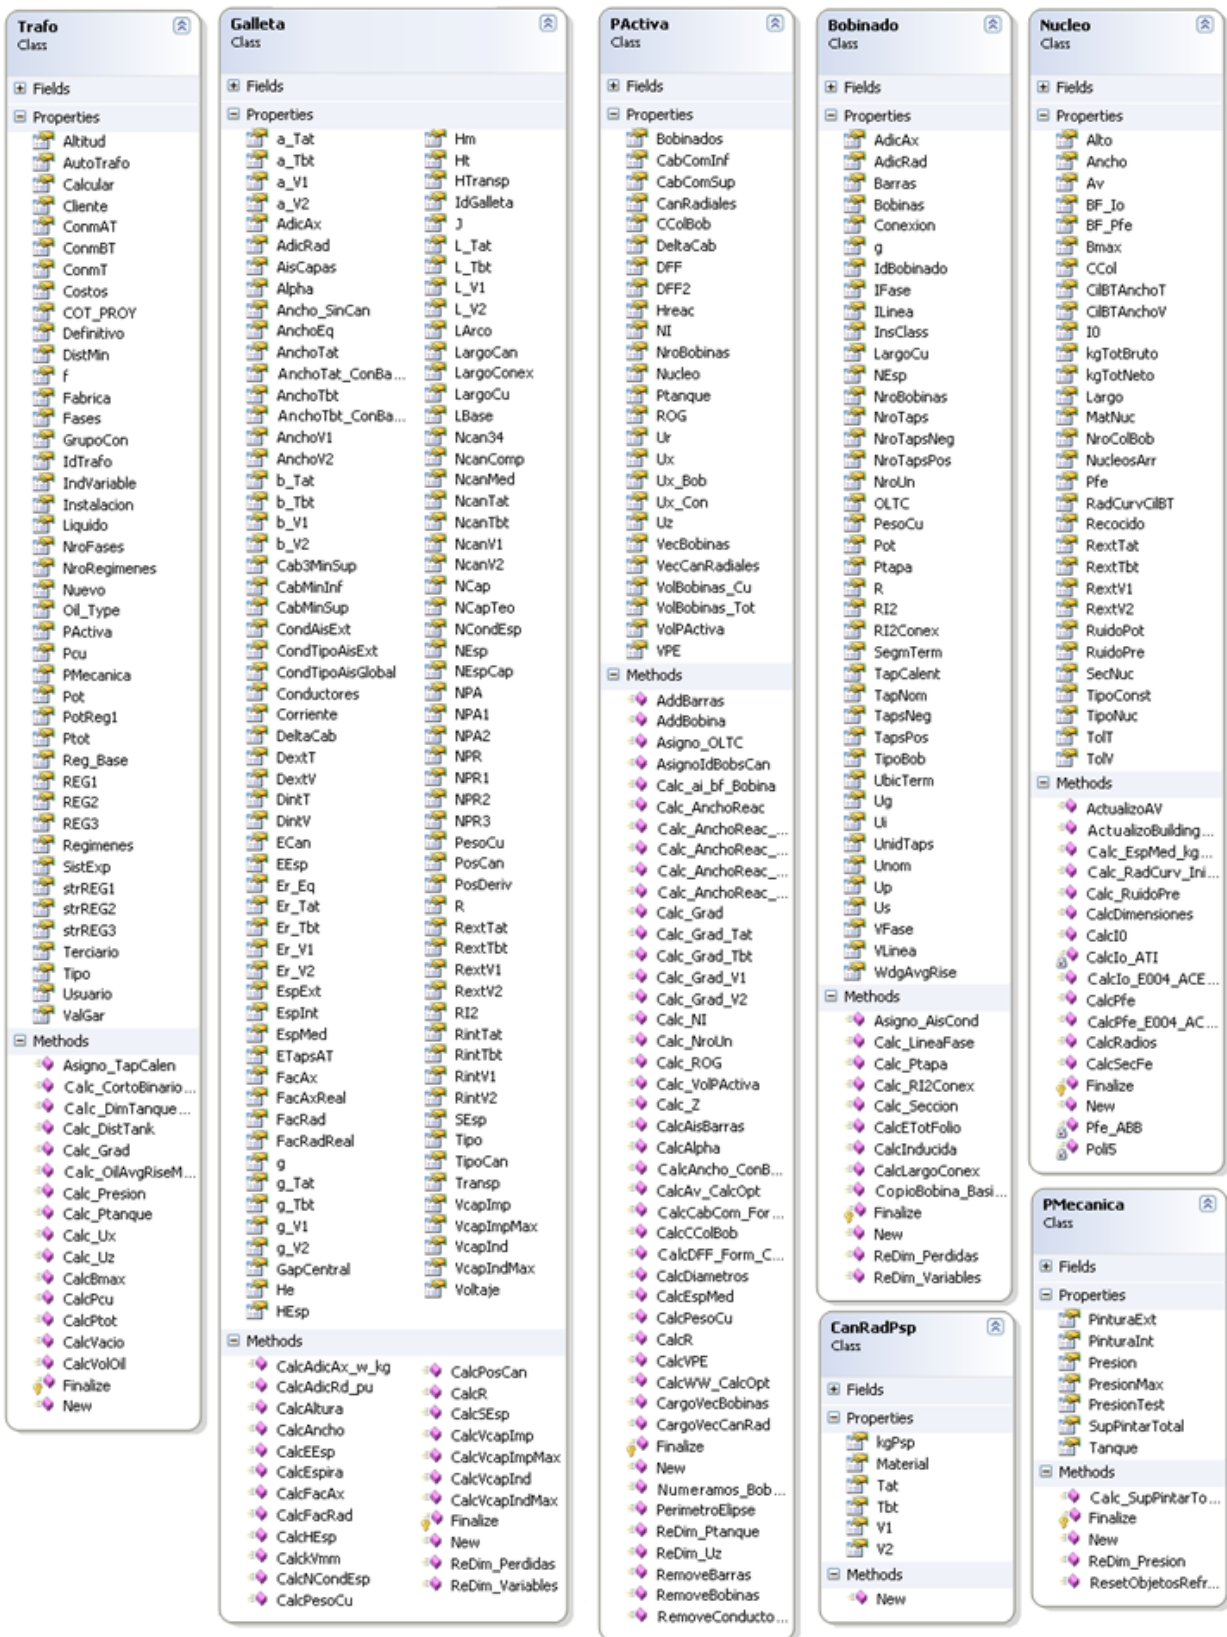 Trafo
Class
Fields
Properties
Altitud
AutoTrafo
Calcular
Cliente
ConmAT
ConmBT
ConmT
Costos
COT_PROY
Definitivo
DistMin
f
Fabrica
Fases
GrupoCon
IdTrafo
IndVariable
Instalacion
Liquido
NroFases
NroRegimenes
Nuevo
Oil_Type
PActiva
Pcu
PMecanica
Pot
PotReg1
Ptot
Reg_Base
REG1
REG2
REG3
Regimenes
SistExp
strREG1
strREG2
strREG3
Terciario
Tipo
Usuario
ValGar
Methods
Asigno_TapCalen
Calc_CortoBinario...
Calc_DimTanque...
Calc_DistTank
Calc_Grad
Calc_OilAvgRiseM...
Calc_Presion
Calc_Ptanque
Calc_Ux
Calc_Uz
CalcBmax
CalcPcu
CalcPtot
CalcVacio
CalcVolOil
Finalize
New
Galleta
Class
Fields
Properties
a_Tat
a_Tbt
a_V1
a_V2
AdicAx
AdicRad
AisCapas
Alpha
Ancho_SinCan
AnchoEq
AnchoTat
AnchoTat_ConBa...
AnchoTbt
AnchoTbt_ConBa...
AnchoV1
AnchoV2
b_Tat
b_Tbt
b_V1
b_V2
Cab3MinSup
CabMinInf
CabMinSup
CondAisExt
CondTipoAisExt
CondTipoAisGlobal
Conductores
Corriente
DeltaCab
DextT
DextV
DintT
DintV
ECan
EEsp
Er_Eq
Er_Tat
Er_Tbt
Er_V1
Er_V2
EspExt
EspInt
EspMed
ETapsAT
FacAx
FacAxReal
FacRad
FacRadReal
g
g_Tat
g_Tbt
g_V1
g_V2
GapCentral
He
HEsp
Hm
Ht
HTransp
IdGalleta
J
L_Tat
L_Tbt
L_V1
L_V2
LArco
LargoCan
LargoConex
LargoCu
LBase
Ncan34
NcanComp
NcanMed
NcanTat
NcanTbt
NcanV1
NcanV2
NCap
NCapTeo
NCondEsp
NEsp
NEspCap
NPA
NPA1
NPA2
NPR
NPR1
NPR2
NPR3
PesoCu
PosCan
PosDeriv
R
RextTat
RextTbt
RextV1
RextV2
RI2
RintTat
RintTbt
RintV1
RintV2
SEsp
Tipo
TipoCan
Transp
VcapImp
VcapImpMax
VcapInd
VcapIndMax
Voltaje
Methods
CalcAdicAx_w_kg
CalcAdicRd_pu
CalcAltura
CalcAncho
CalcEEsp
CalcEspira
CalcFacAx
CalcFacRad
CalcHEsp
CalckVmm
CalcNCondEsp
CalcPesoCu
CalcPosCan
CalcR
CalcSEsp
CalcVcapImp
CalcVcapImpMax
CalcVcapInd
CalcVcapIndMax
Finalize
New
ReDim_Perdidas
ReDim_Variables
PActiva
Class
Fields
Properties
Bobinados
CabComInf
CabComSup
CanRadiales
CColBob
DeltaCab
DFF
DFF2
Hreac
NI
NroBobinas
Nucleo
Ptanque
ROG
Ur
Ux
Ux_Bob
Ux_Con
Uz
VecBobinas
VecCanRadiales
VolBobinas_Cu
VolBobinas_Tot
VolPActiva
VPE
Methods
AddBarras
AddBobina
Asigno_OLTC
AsignoIdBobsCan
Calc_ai_bf_Bobina
Calc_AnchoReac
Calc_AnchoReac_...
Calc_AnchoReac_...
Calc_AnchoReac_...
Calc_AnchoReac_...
Calc_Grad
Calc_Grad_Tat
Calc_Grad_Tbt
Calc_Grad_V1
Calc_Grad_V2
Calc_NI
Calc_NroUn
Calc_ROG
Calc_VolPActiva
Calc_Z
CalcAisBarras
CalcAlpha
CalcAncho_ConB...
CalcAv_CalcOpt
CalcCabCom_For...
CalcCColBob
CalcDFF_Form_C...
CalcDiametros
CalcEspMed
CalcPesoCu
CalcR
CalcVPE
CalcWW_CalcOpt
CargoVecBobinas
CargoVecCanRad
Finalize
New
Numeramos_Bob...
PerimetroElipse
ReDim_Ptanque
ReDim_Uz
RemoveBarras
RemoveBobinas
RemoveConducto...
Bobinado
Class
Fields
Properties
AdicAx
AdicRad
Barras
Bobinas
Conexion
g
IdBobinado
IFase
ILinea
InsClass
LargoCu
NEsp
NroBobinas
NroTaps
NroTapsNeg
NroTapsPos
NroUn
OLTC
PesoCu
Pot
Ptapa
R
RI2
RI2Conex
SegmTerm
TapCalent
TapNom
TapsNeg
TapsPos
TipoBob
UbicTerm
Ug
Ui
UnidTaps
Unom
Up
Us
VFase
VLinea
WdgAvgRise
Methods
Asigno_AisCond
Calc_LineaFase
Calc_Ptapa
Calc_RI2Conex
Calc_Seccion
CalcETotFolio
CalcInducida
CalcLargoConex
CopioBobina_Basi...
Finalize
New
ReDim_Perdidas
ReDim_Variables
CanRadPsp
Class
Fields
Properties
kgPsp
Material
Tat
Tbt
V1
V2
Methods
New
Nucleo
Class
Fields
Properties
Alto
Ancho
Av
BF_Io
BF_Pfe
Bmax
CCol
CilBTAnchoT
CilBTAnchoV
I0
kgTotBruto
kgTotNeto
Largo
MatNuc
NroColBob
NucleosArr
Pfe
RadCurvCilBT
Recocido
RextTat
RextTbt
RextV1
RextV2
RuidoPot
RuidoPre
SecNuc
TipoConst
TipoNuc
TolT
TolV
Methods
ActualizoAV
ActualizoBuilding...
Calc_EspMed_kg...
Calc_RadCurv_Ini...
Calc_RuidoPre
CalcDimensiones
CalcI0
CalcIo_ATI
CalcIo_E004_ACE...
CalcPfe
CalcPfe_E004_AC...
CalcRadios
CalcSecFe
Finalize
New
Pfe_ABB
Poli5
PMecanica
Class
Fields
Properties
PinturaExt
PinturaInt
Presion
PresionMax
PresionTest
SupPintarTotal
Tanque
Methods
Calc_SupPintarTo...
Finalize
New
ReDim_Presion
ResetObjetosRefr...